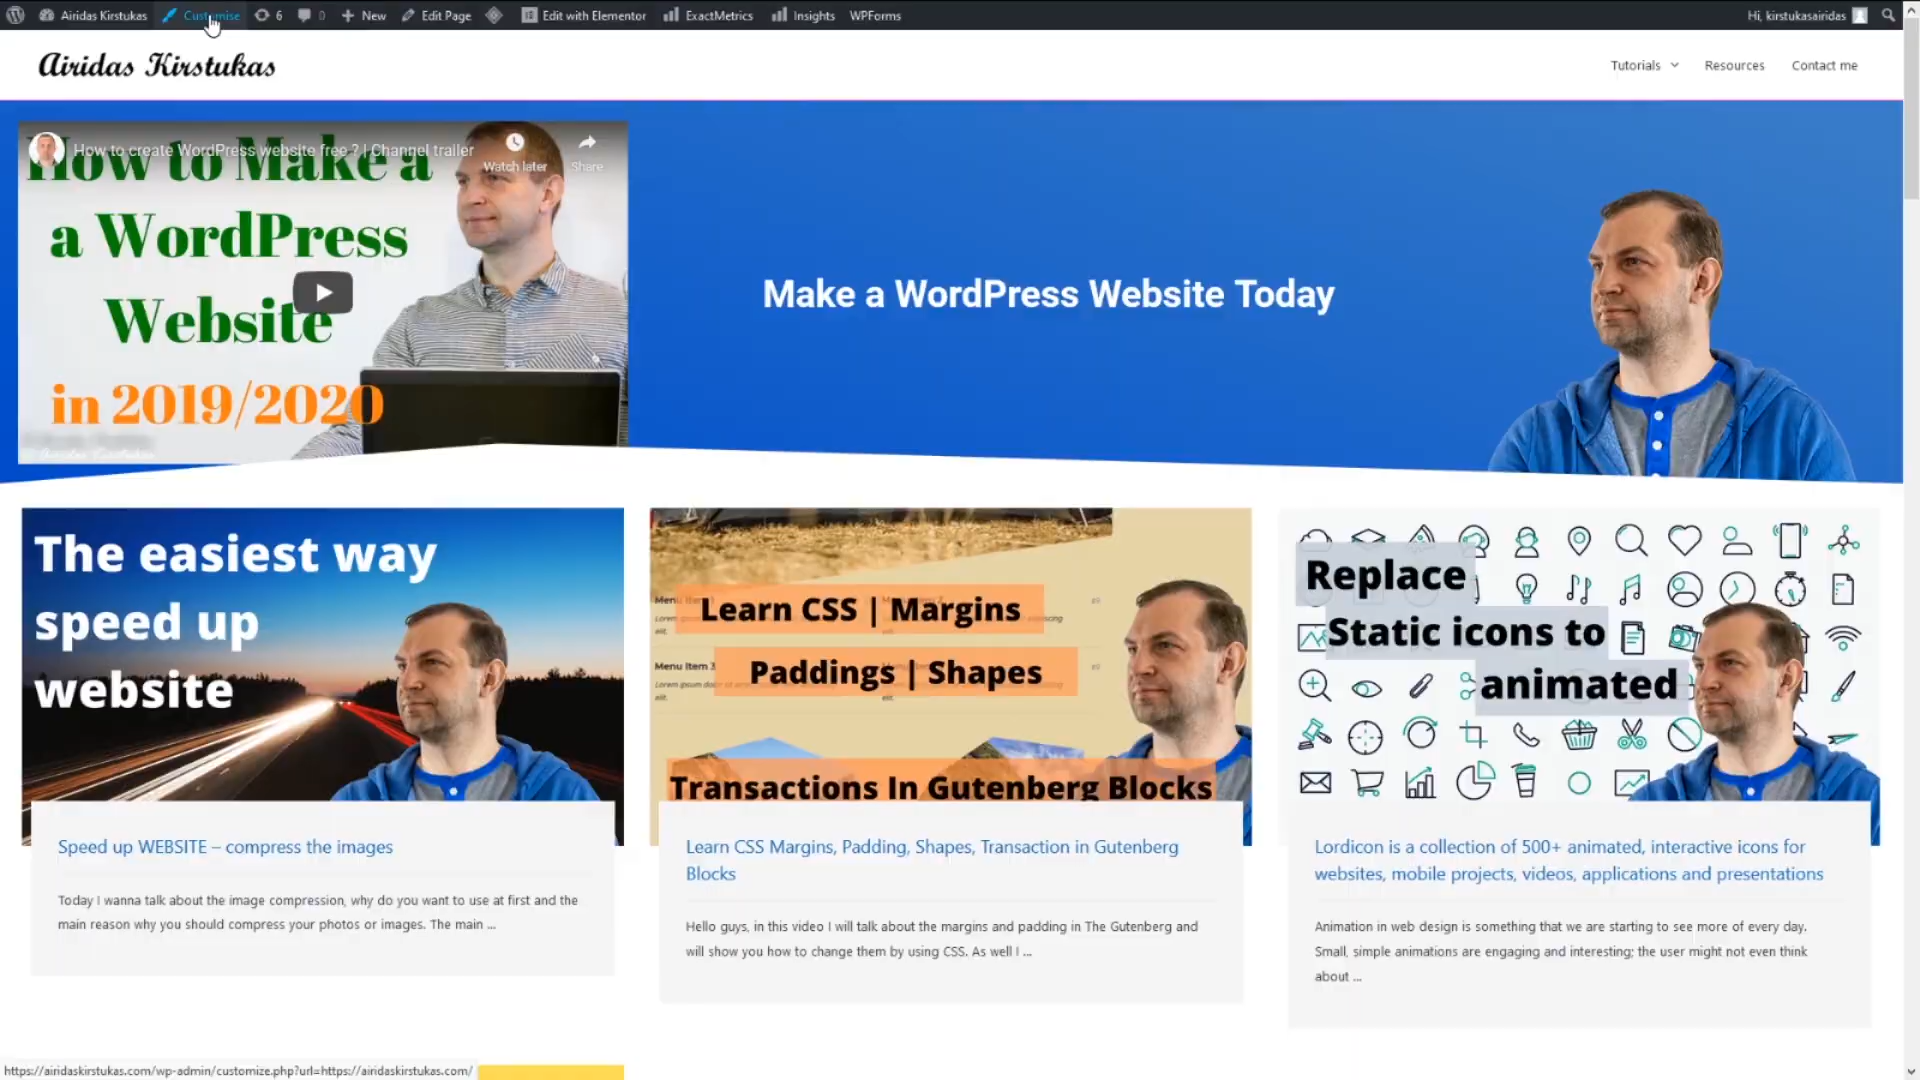 Airidas Kirstukas Customise 6 0 New Edit Page Edit with Elementor ExactMetrics Insights WPForms Hi, kirstukasairidas
Airidas Kirstukas
Tutorials Resources Contact me
How to create WordPress website free ? | Channel trailer
Watch later Share
How to Make a
a WordPress
Website
in 2019/2020
Make a WordPress Website Today
The easiest way
speed up
website
Learn CSS | Margins
Paddings | Shapes
Menu Item 3
Transactions In Gutenberg Blocks
Replace
Static icons to
animated
Speed up WEBSITE – compress the images
Today I wanna talk about the image compression, why do you want to use at first and the
main reason why you should compress your photos or images. The main ...
Learn CSS Margins, Padding, Shapes, Transaction in Gutenberg
Blocks
Hello guys, in this video I will talk about the margins and padding in The Gutenberg and
will show you how to change them by using CSS. As well I ...
Lordicon is a collection of 500+ animated, interactive icons for
websites, mobile projects, videos, applications and presentations
Animation in web design is something that we are starting to see more of every day.
Small, simple animations are engaging and interesting; the user might not even think
about ...
https://airidaskirstukas.com/wp-admin/customize.php?url=https://airidaskirstukas.com/